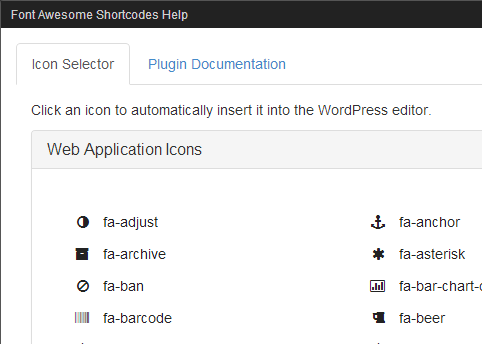 Font Awesome Shortcodes Help
Icon Selector
Plugin Documentation
Click an icon to automatically insert it into the WordPress editor.
Web Application Icons
fa-adjust
fa-anchor
fa-archive
fa-asterisk
fa-ban
fa-bar-chart-
fa-barcode
fa-beer